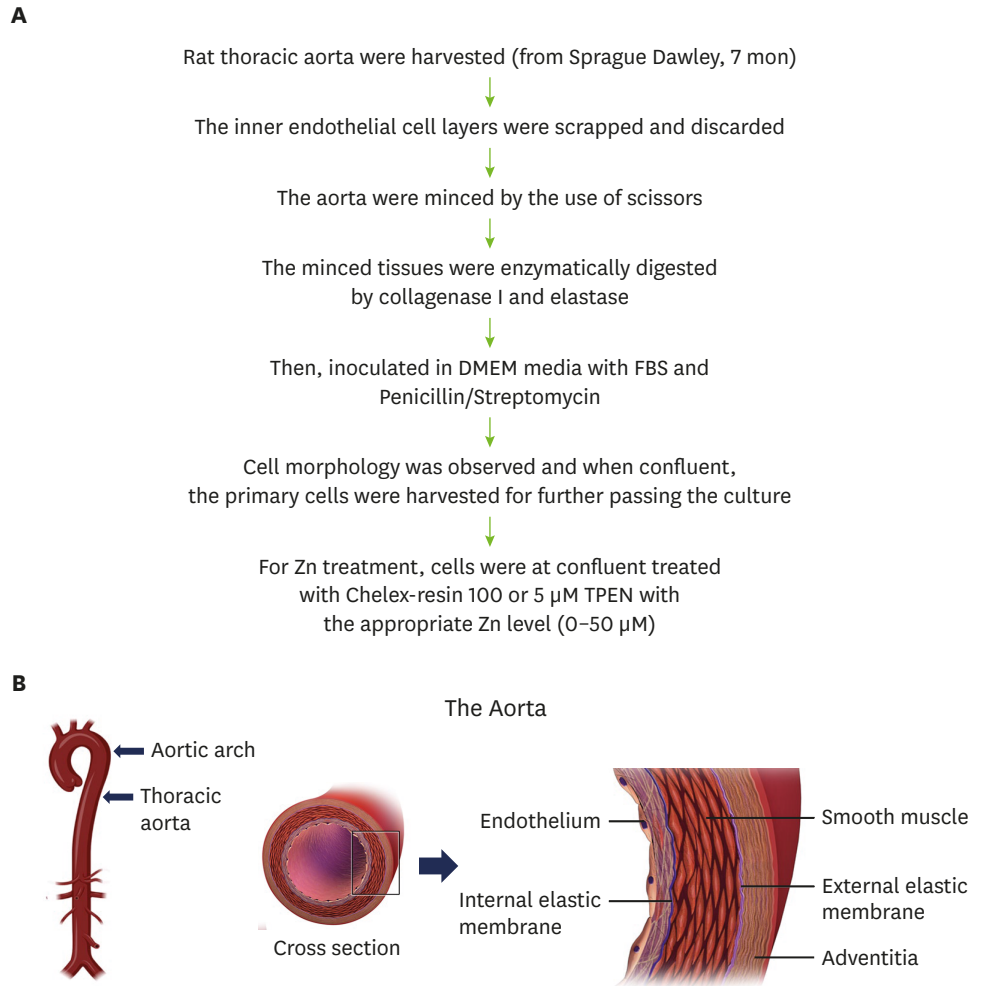 A
Rat thoracic aorta were harvested (from Sprague Dawley, 7 mon)
The inner endothelial cell layers were scrapped and discarded
The aorta were minced by the use of scissors
The minced tissues were enzymatically digested
by collagenase I and elastase
Then, inoculated in DMEM media with FBS and
Penicillin/Streptomycin
Cell morphology was observed and when confluent,
the primary cells were harvested for further passing the culture
For Zn treatment, cells were at confluent treated
with Chelex-resin 100 or 5 µM TPEN with
the appropriate Zn level (0–50 µM)
B
The Aorta
Aortic arch
Thoracic
aorta
Cross section
Endothelium
Internal elastic
membrane
Smooth muscle
External elastic
membrane
Adventitia